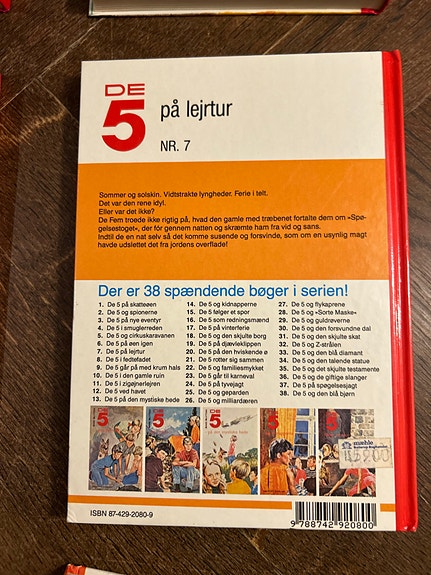 DE
5
på lejrtur
NR. 7
Sommer og solskin. Vidtstrakte lyngheder. Ferie i telt.
Det var den rene idyl.
Eller var det ikke?
De Fem troede ikke rigtig på, hvad den gamle med træbenet fortalte dem om »Spø-
gelsestoget«, der fór gennem natten og skræmte ham fra vid og sans.
Indtil de en nat selv så det komme susende og forsvinde, som om en usynlig magt
havde udslettet det fra jordens overflade!
Der er 38 spændende bøger i serien!
1. De 5 på skatteøen
2. De 5 og spionerne
3. De 5 på nye eventyr
4. De 5 i smuglerreden
5. De 5 og cirkuskaravanen
6. De 5 på øen igen
7. De 5 på lejrtur
8. De 5 i fedtefadet
9. De 5 går på med krum hals
10. De 5 i den gamle ruin
11. De 5 i zigøjnerlejren
12. De 5 ved havet
13. De 5 på den mystiske hede
14. De 5 og kidnapperne
15. De 5 følger et spor
16. De 5 som redningsmænd
17. De 5 på vinterferie
18. De 5 og den skjulte borg
19. De 5 på djævleklippen
20. De 5 på den hviskende ø
21. De 5 rotter sig sammen
22. De 5 og familiesmykket
23. De 5 går til karneval
24. De 5 på tyvejagt
25. De 5 og geparden
26. De 5 og milliardæren
27. De 5 og flykaprene
28. De 5 og »Sorte Maske«
29. De 5 og guldrøverne
30. De 5 og den forsvundne dal
31. De 5 og den skjulte skat
32. De 5 og Z-strålen
33. De 5 og den blå diamant
34. De 5 og den talende statue
35. De 5 og det skjulte testamente
36. De 5 og de giftige slanger
37. De 5 på spøgelsesjagt
38. De 5 og den blå bjørn
5
5
DE
5
på den mystiske hede
5
5
mæhle
ISBN 87-429-2080-9
9 788742 920800